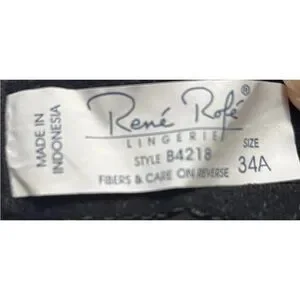 MADE IN
INDONESIA
René Rofé ®
LINGERIE
STYLE B4218
SIZE
34A
FIBERS & CARE ON REVERSE